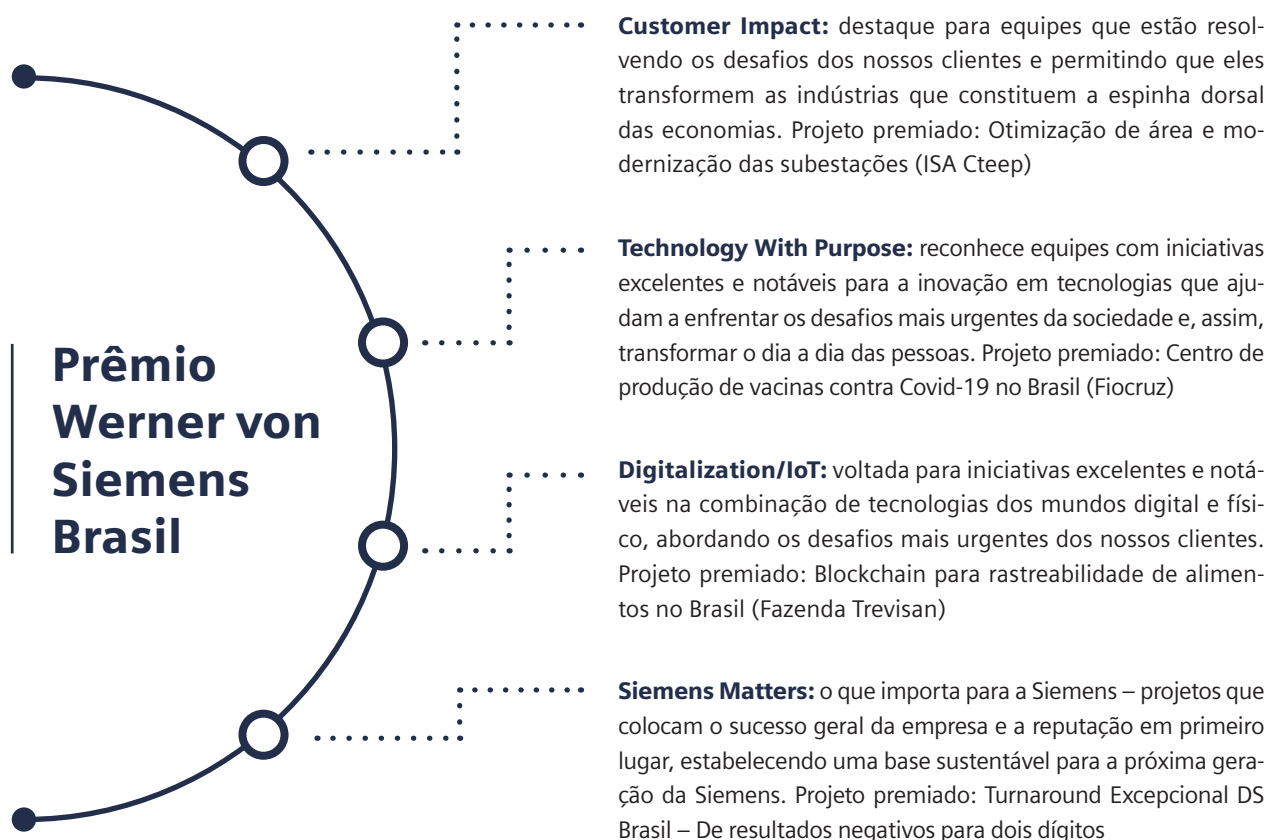 Customer Impact: destaque para equipes que estão resol-
vendo os desafios dos nossos clientes e permitindo que eles
transformem as indústrias que constituem a espinha dorsal
das economias. Projeto premiado: Otimização de área e mo-
dernização das subestações (ISA Cteep)
Technology With Purpose: reconhece equipes com iniciativas
excelentes e notáveis para a inovação em tecnologias que aju-
dam a enfrentar os desafios mais urgentes da sociedade e, assim,
transformar o dia a dia das pessoas. Projeto premiado: Centro de
produção de vacinas contra Covid-19 no Brasil (Fiocruz)
Prêmio
Werner von
Siemens
Brasil
Digitalization/IoT: voltada para iniciativas excelentes e notá-
veis na combinação de tecnologias dos mundos digital e físi-
co, abordando os desafios mais urgentes dos nossos clientes.
Projeto premiado: Blockchain para rastreabilidade de alimen-
tos no Brasil (Fazenda Trevisan)
Siemens Matters: o que importa para a Siemens – projetos que
colocam o sucesso geral da empresa e a reputação em primeiro
lugar, estabelecendo uma base sustentável para a próxima gera-
ção da Siemens. Projeto premiado: Turnaround Excepcional DS
Brasil – De resultados negativos para dois dígitos